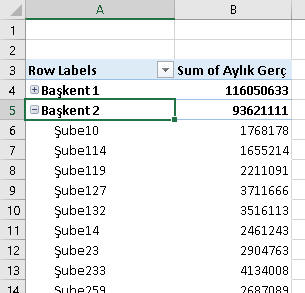 A B
1
2
3 Row Labels Sum of Aylık Gerç
4 Başkent 1 116050633
5 Başkent 2 93621111
6 Şube10 1768178
7 Şube114 1655214
8 Şube119 2211091
9 Şube127 3711666
10 Şube132 3516113
11 Şube14 2461243
12 Şube23 2904763
13 Şube233 4134008
14 Şube259 2687089